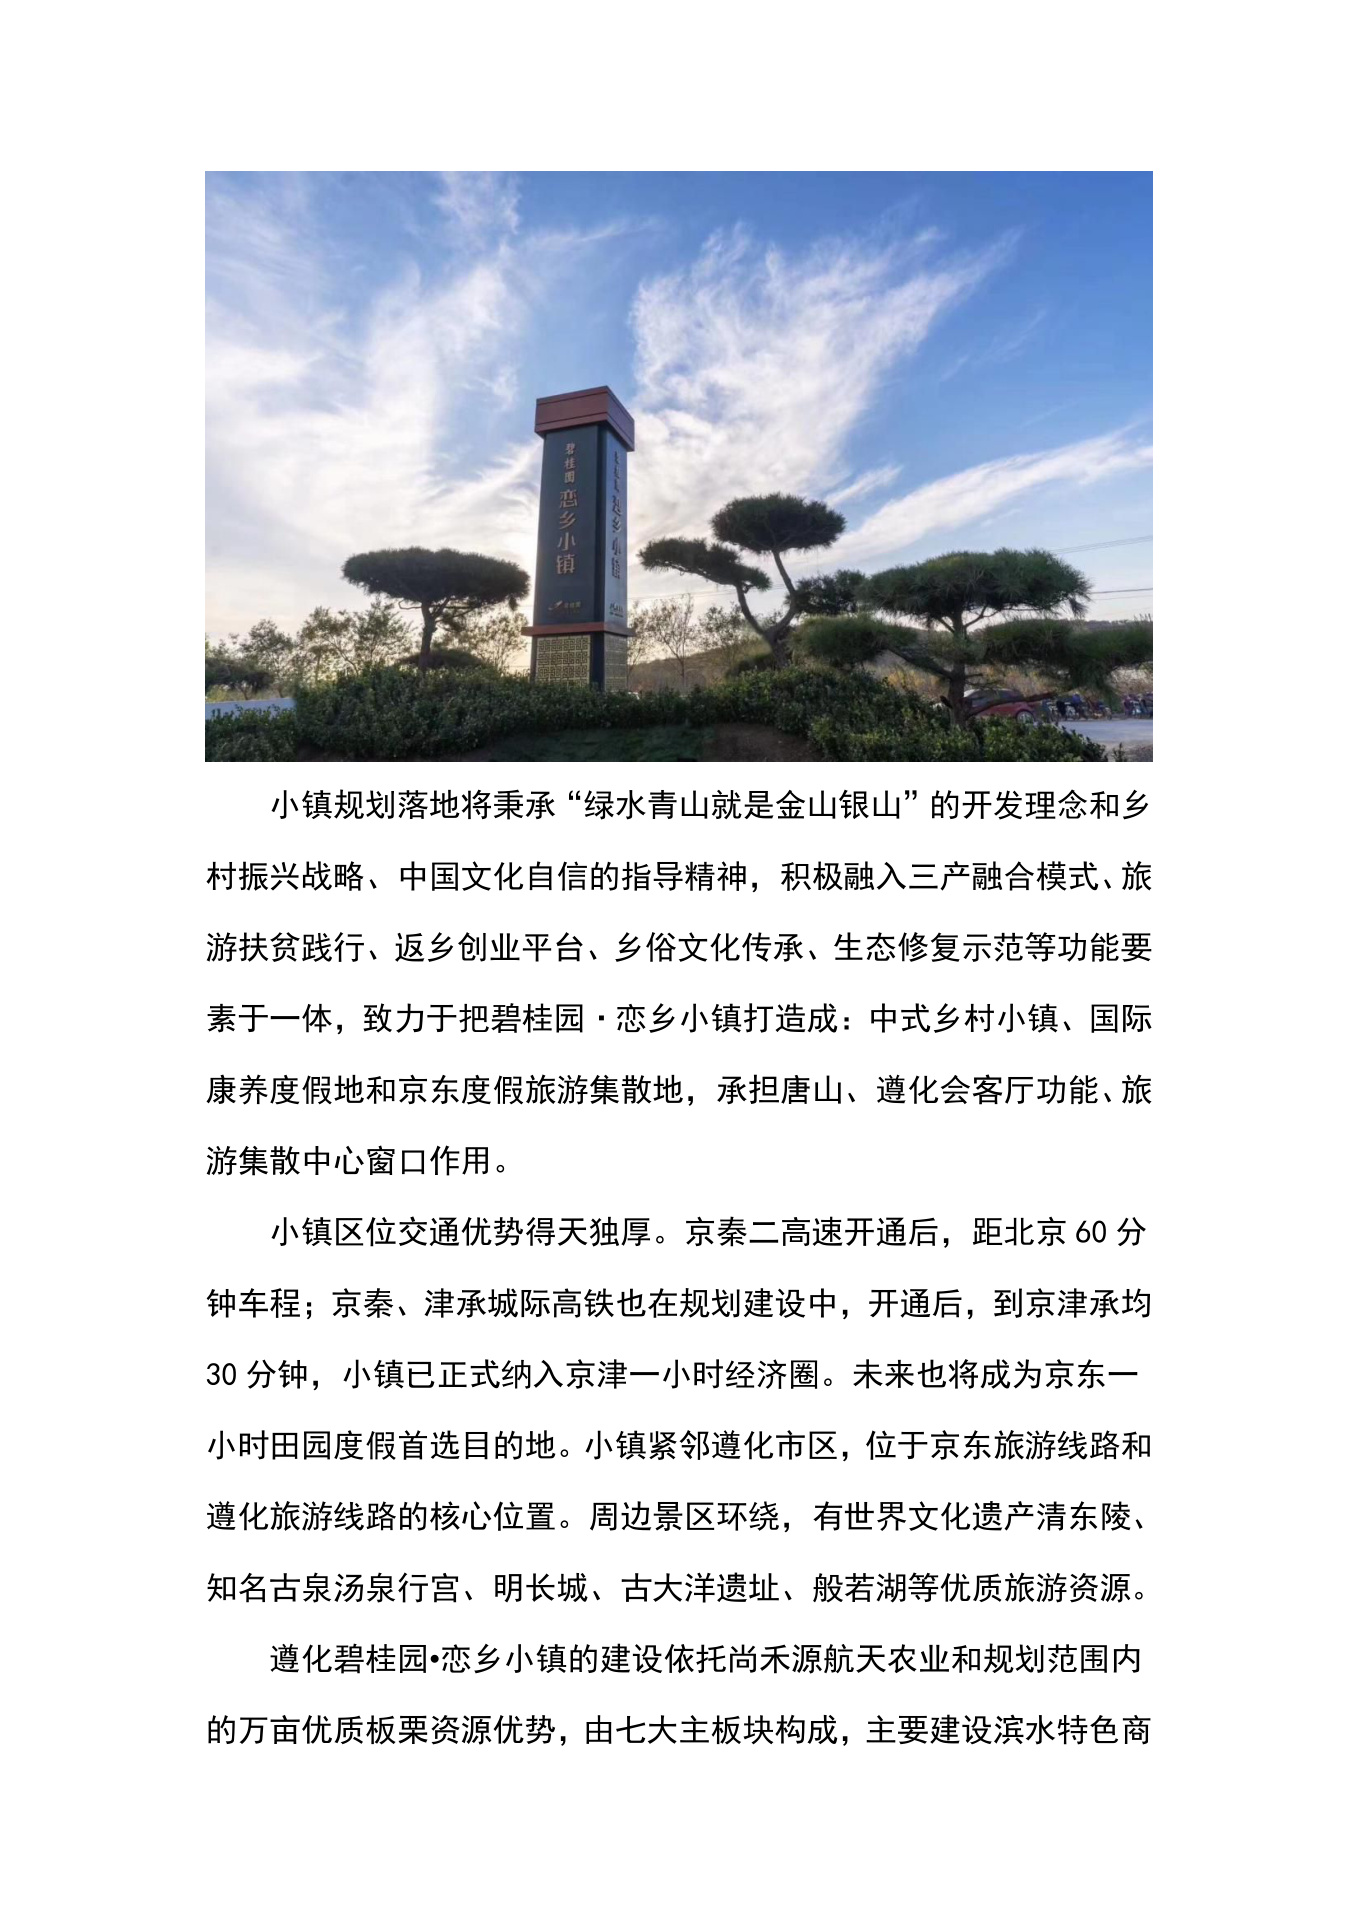 碧桂园
恋乡小镇
小镇规划落地将秉承“绿水青山就是金山银山”的开发理念和乡
村振兴战略、中国文化自信的指导精神，积极融入三产融合模式、旅
游扶贫践行、返乡创业平台、乡俗文化传承、生态修复示范等功能要
素于一体，致力于把碧桂园·恋乡小镇打造成：中式乡村小镇、国际
康养度假地和京东度假旅游集散地，承担唐山、遵化会客厅功能、旅
游集散中心窗口作用。
小镇区位交通优势得天独厚。京秦二高速开通后，距北京 60 分
钟车程；京秦、津承城际高铁也在规划建设中，开通后，到京津承均
30 分钟，小镇已正式纳入京津一小时经济圈。未来也将成为京东一
小时田园度假首选目的地。小镇紧邻遵化市区，位于京东旅游线路和
遵化旅游线路的核心位置。周边景区环绕，有世界文化遗产清东陵、
知名古泉汤泉行宫、明长城、古大洋遗址、般若湖等优质旅游资源。
遵化碧桂园•恋乡小镇的建设依托尚禾源航天农业和规划范围内
的万亩优质板栗资源优势，由七大主板块构成，主要建设滨水特色商